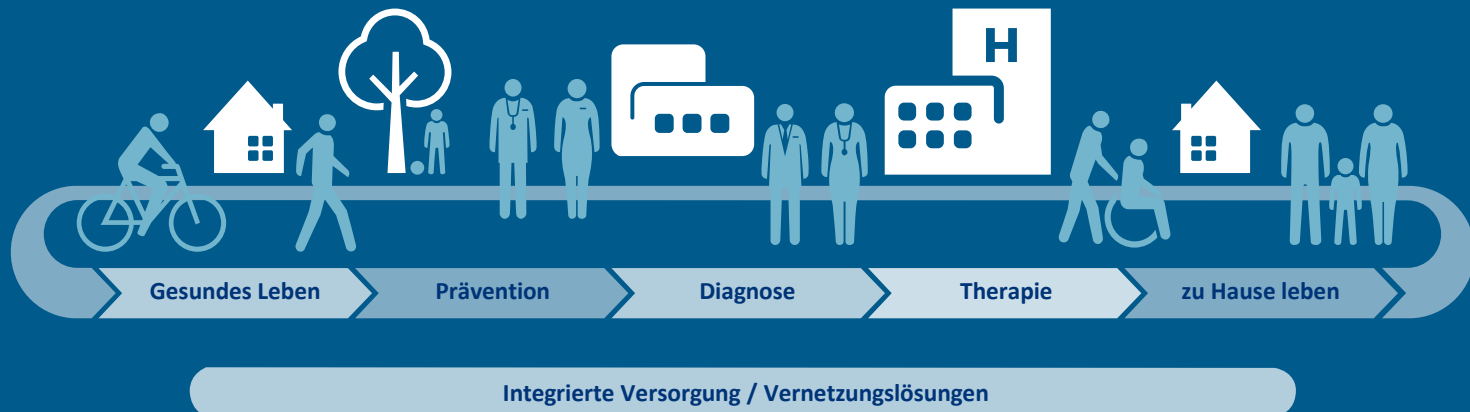 H
Gesundes Leben
Prävention
Diagnose
Therapie
zu Hause leben
Integrierte Versorgung / Vernetzungslösungen